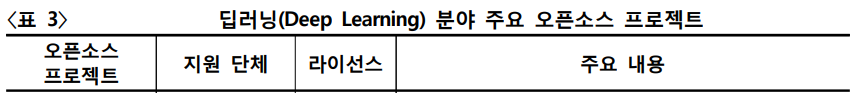 <표 3> 딥러닝(Deep Learning) 분야 주요 오픈소스 프로젝트
오픈소스
프로젝트
지원 단체
라이선스
주요 내용